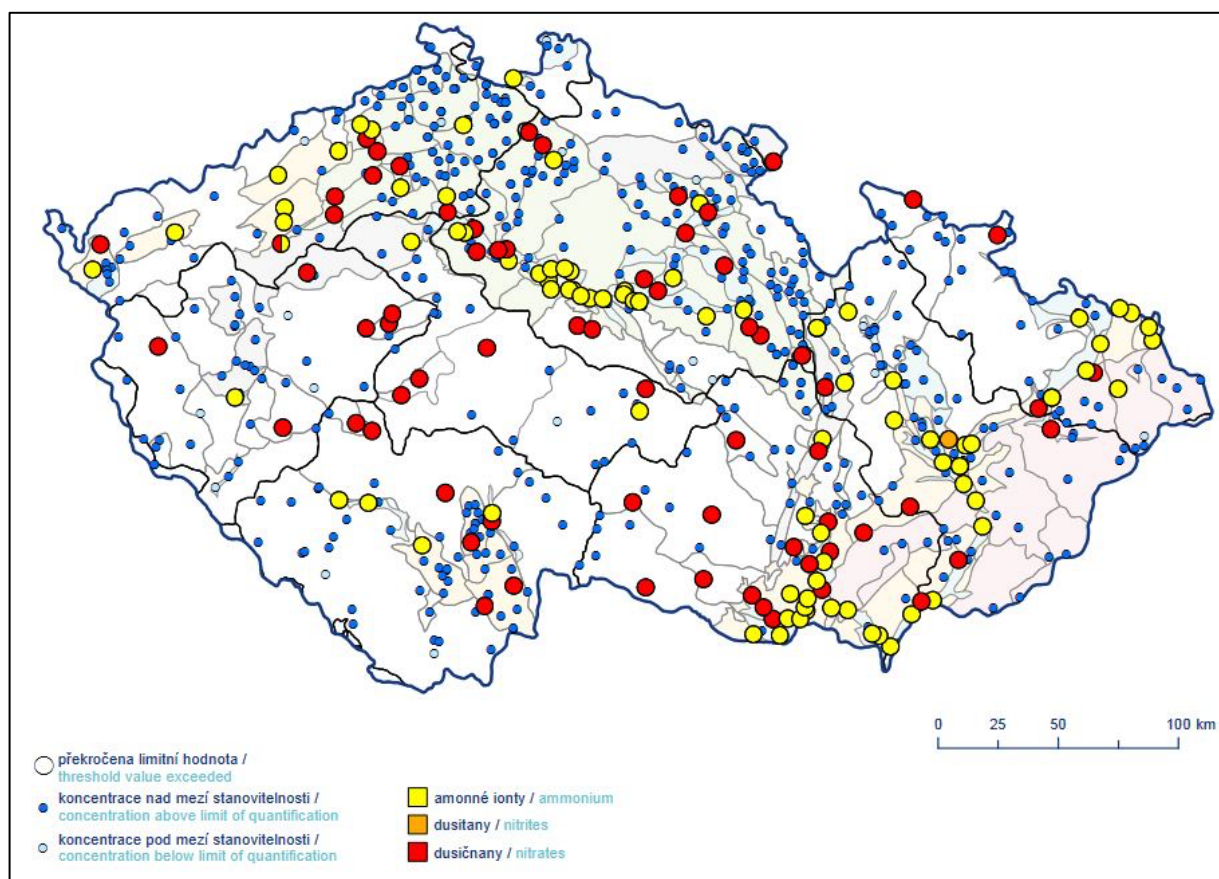 0 25 50 100 km
překročena limitní hodnota /
threshold value exceeded
koncentrace nad mezí stanovitelnosti /
concentration above limit of quantification
koncentrace pod mezí stanovitelnosti /
concentration below limit of quantification
amonné ionty / ammonium
dusitany / nitrites
dusičnany / nitrates